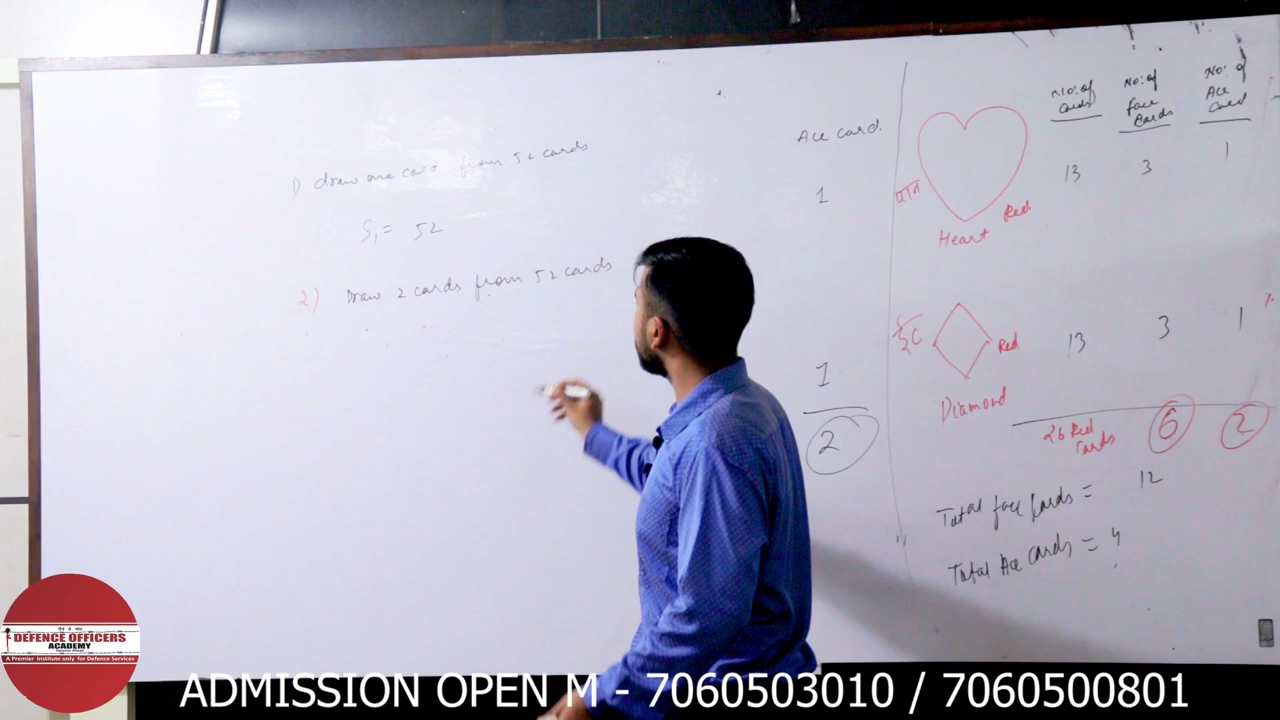 1) draw one card from 52 cards
S₁ = 52
2) Draw 2 cards from 52 cards
Ace card
1
1
2
No: of cards
No: of Face Cards
No: of Ace Card
पान
Red
Heart
13
3
1
Red
Diamond
13
3
1
26 Red Cards
6
2
Total face cards = 12
Total Ace cards = 4
DEFENCE OFFICERS
ACADEMY
A Premier Institute only for Defence Services
ADMISSION OPEN M - 7060503010 / 7060500801